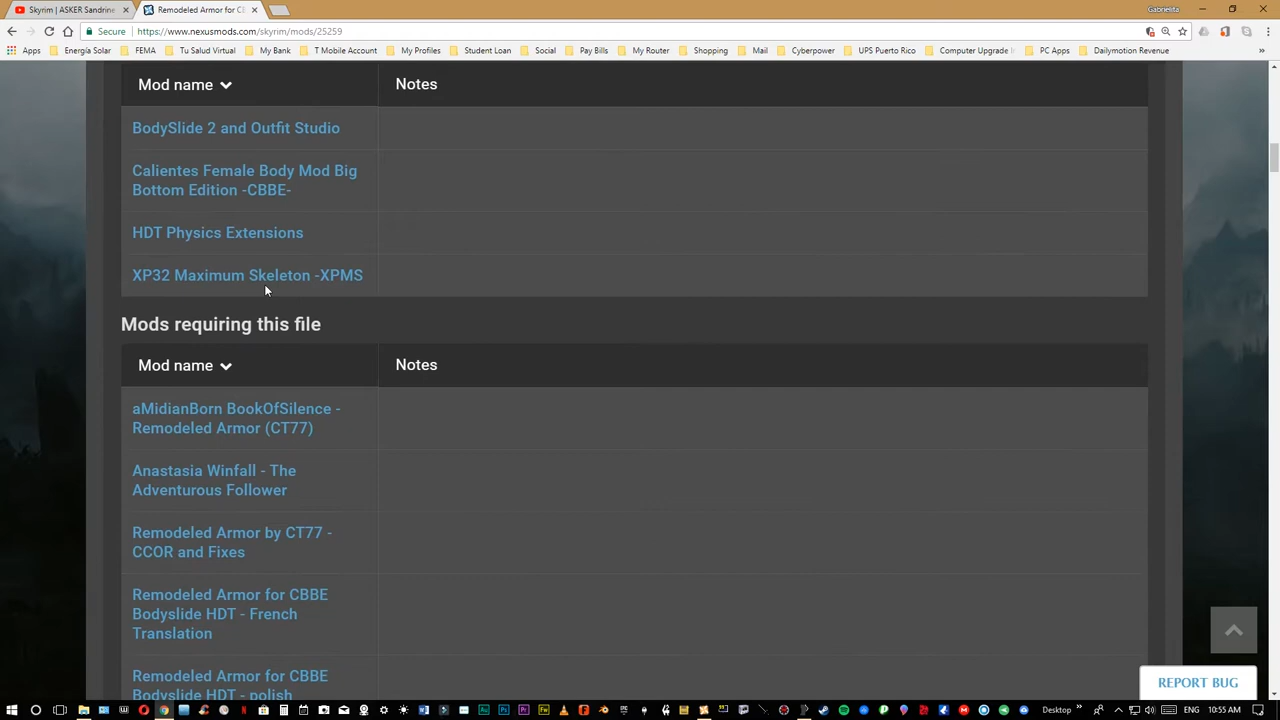 Skyrim | ASKER Sandrine
Remodeled Armor for CB
Gabrielita
Secure
https://www.nexusmods.com/skyrim/mods/25259
Apps
Energía Solar
FEMA
Tu Salud Virtual
My Bank
T Mobile Account
My Profiles
Student Loan
Social
Pay Bills
My Router
Shopping
Mail
Cyberpower
UPS Puerto Rico
Computer Upgrade
PC Apps
Dailymotion Revenue
Mod name
Notes
BodySlide 2 and Outfit Studio
Calientes Female Body Mod Big
Bottom Edition -CBBE-
HDT Physics Extensions
XP32 Maximum Skeleton -XPMS
Mods requiring this file
Mod name
Notes
aMidianBorn BookOfSilence -
Remodeled Armor (CT77)
Anastasia Winfall - The
Adventurous Follower
Remodeled Armor by CT77 -
CCOR and Fixes
Remodeled Armor for CBBE
Bodyslide HDT - French
Translation
Remodeled Armor for CBBE
Bodyslide HDT - polish
REPORT BUG
Desktop
10:55 AM